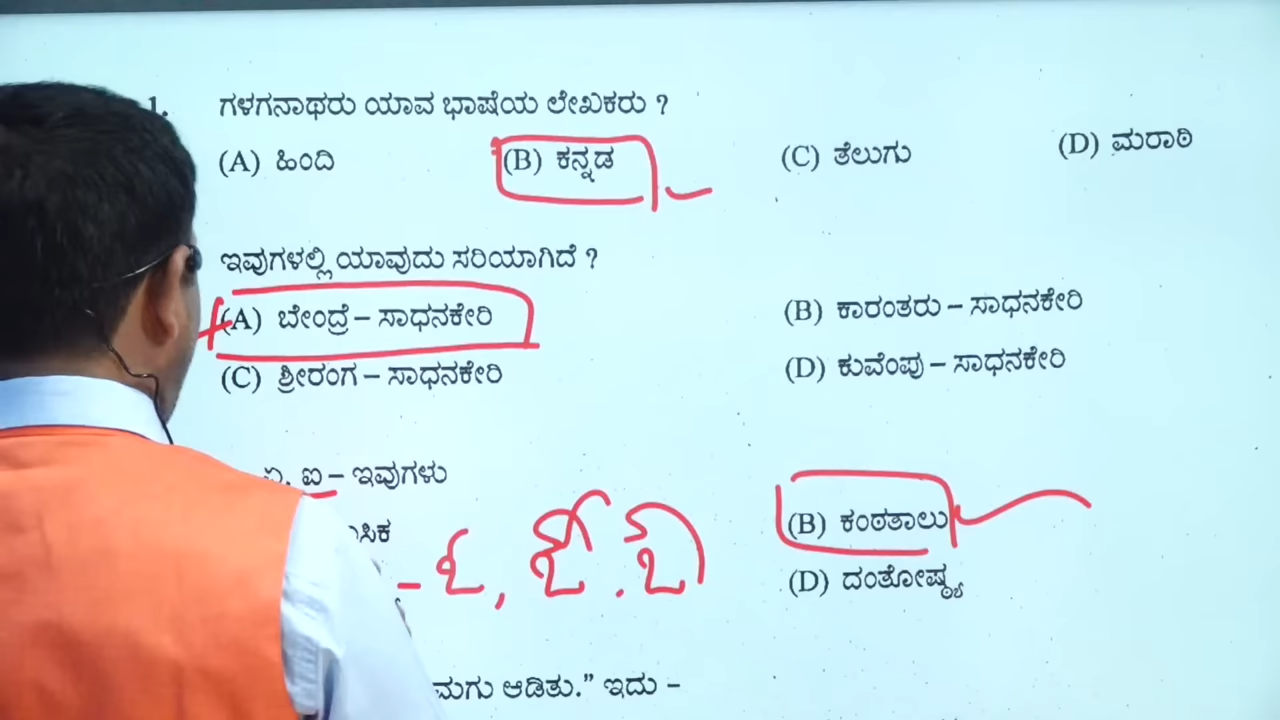 1. ಗಳಗನಾಥರು ಯಾವ ಭಾಷೆಯ ಲೇಖಕರು ?
(A) ಹಿಂದಿ (B) ಕನ್ನಡ (C) ತೆಲುಗು (D) ಮರಾಠಿ
ಇವುಗಳಲ್ಲಿ ಯಾವುದು ಸರಿಯಾಗಿದೆ ?
(A) ಬೇಂದ್ರೆ – ಸಾಧನಕೇರಿ (B) ಕಾರಂತರು – ಸಾಧನಕೇರಿ
(C) ಶ್ರೀರಂಗ – ಸಾಧನಕೇರಿ (D) ಕುವೆಂಪು – ಸಾಧನಕೇರಿ
ಏ, ಐ – ಇವುಗಳು
(B) ಕಂಠತಾಲು
– ಒ, ಓ, ಔ
(D) ದಂತೋಷ್ಠ್ಯ
ಮಗು ಆಡಿತು.” ಇದು –